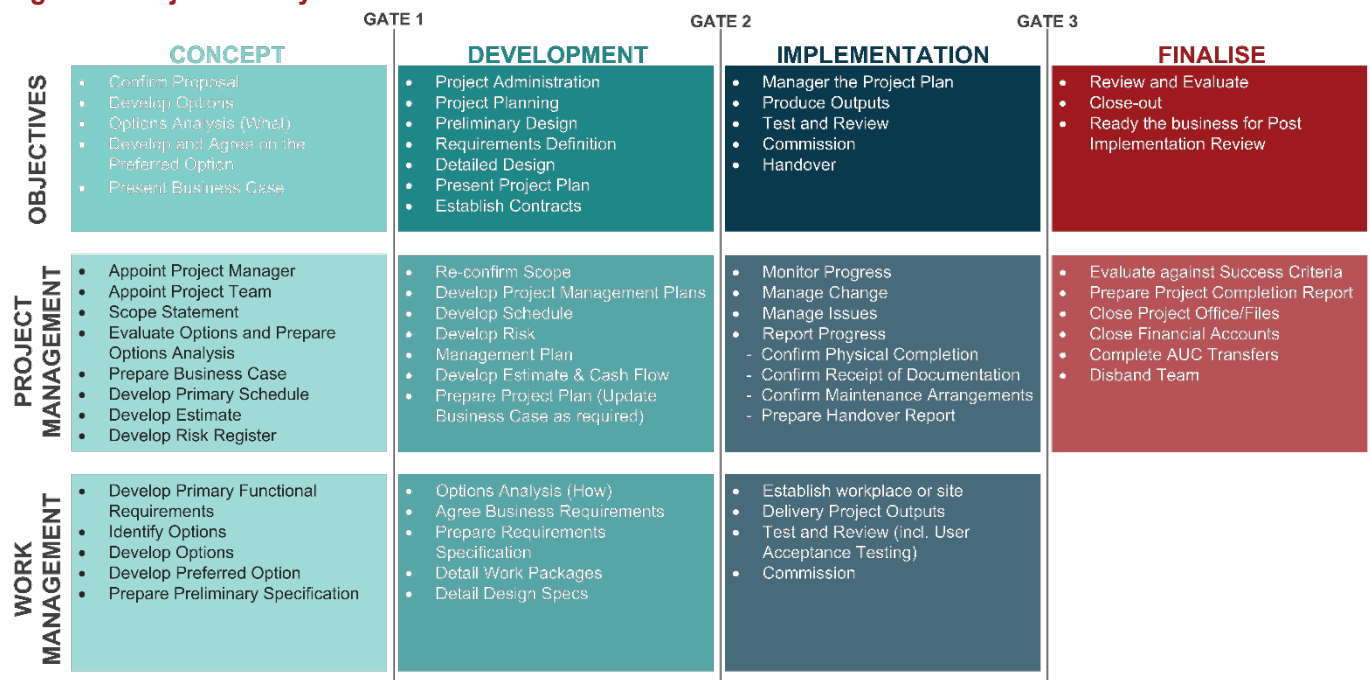 GATE 1
GATE 2
GATE 3
CONCEPT
DEVELOPMENT
IMPLEMENTATION
FINALISE
OBJECTIVES
• Confirm Proposal
• Develop Options
• Options Analysis (What)
• Develop and Agree on the
Preferred Option
• Present Business Case
• Project Administration
• Project Planning
• Preliminary Design
• Requirements Definition
• Detailed Design
• Present Project Plan
• Establish Contracts
• Manager the Project Plan
• Produce Outputs
• Test and Review
• Commission
• Handover
• Review and Evaluate
• Close-out
• Ready the business for Post
Implementation Review
PROJECT
MANAGEMENT
• Appoint Project Manager
• Appoint Project Team
• Scope Statement
• Evaluate Options and Prepare
Options Analysis
• Prepare Business Case
• Develop Primary Schedule
• Develop Estimate
• Develop Risk Register
• Re-confirm Scope
• Develop Project Management Plans
• Develop Schedule
• Develop Risk
• Management Plan
• Develop Estimate & Cash Flow
• Prepare Project Plan (Update
Business Case as required)
• Monitor Progress
• Manage Change
• Manage Issues
• Report Progress
- Confirm Physical Completion
- Confirm Receipt of Documentation
- Confirm Maintenance Arrangements
- Prepare Handover Report
• Evaluate against Success Criteria
• Prepare Project Completion Report
• Close Project Office/Files
• Close Financial Accounts
• Complete AUC Transfers
• Disband Team
WORK
MANAGEMENT
• Develop Primary Functional
Requirements
• Identify Options
• Develop Options
• Develop Preferred Option
• Prepare Preliminary Specification
• Options Analysis (How)
• Agree Business Requirements
• Prepare Requirements
Specification
• Detail Work Packages
• Detail Design Specs
• Establish workplace or site
• Delivery Project Outputs
• Test and Review (incl. User
Acceptance Testing)
• Commission